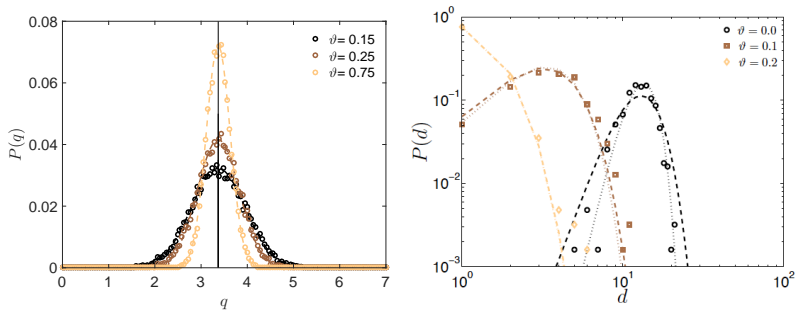 0.08
0.06
0.04
0.02
0
P(q)
0 1 2 3 4 5 6 7
q
ϑ = 0.15
ϑ = 0.25
ϑ = 0.75
10⁰
10⁻¹
10⁻²
10⁻³
P(d)
10⁰ 10¹ 10²
d
ϑ = 0.0
ϑ = 0.1
ϑ = 0.2